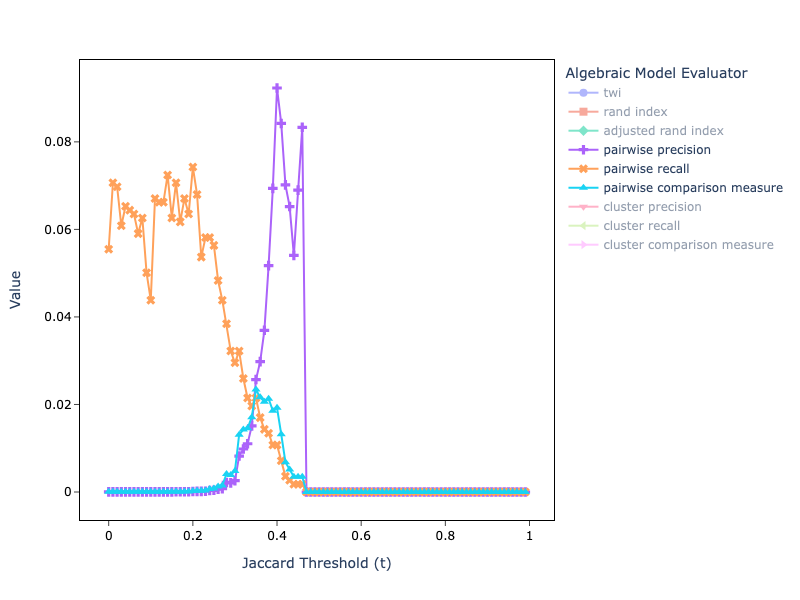 Algebraic Model Evaluator
twi
rand index
adjusted rand index
pairwise precision
pairwise recall
pairwise comparison measure
cluster precision
cluster recall
cluster comparison measure
0.08
0.06
0.04
0.02
0
Value
0 0.2 0.4 0.6 0.8 1
Jaccard Threshold (t)